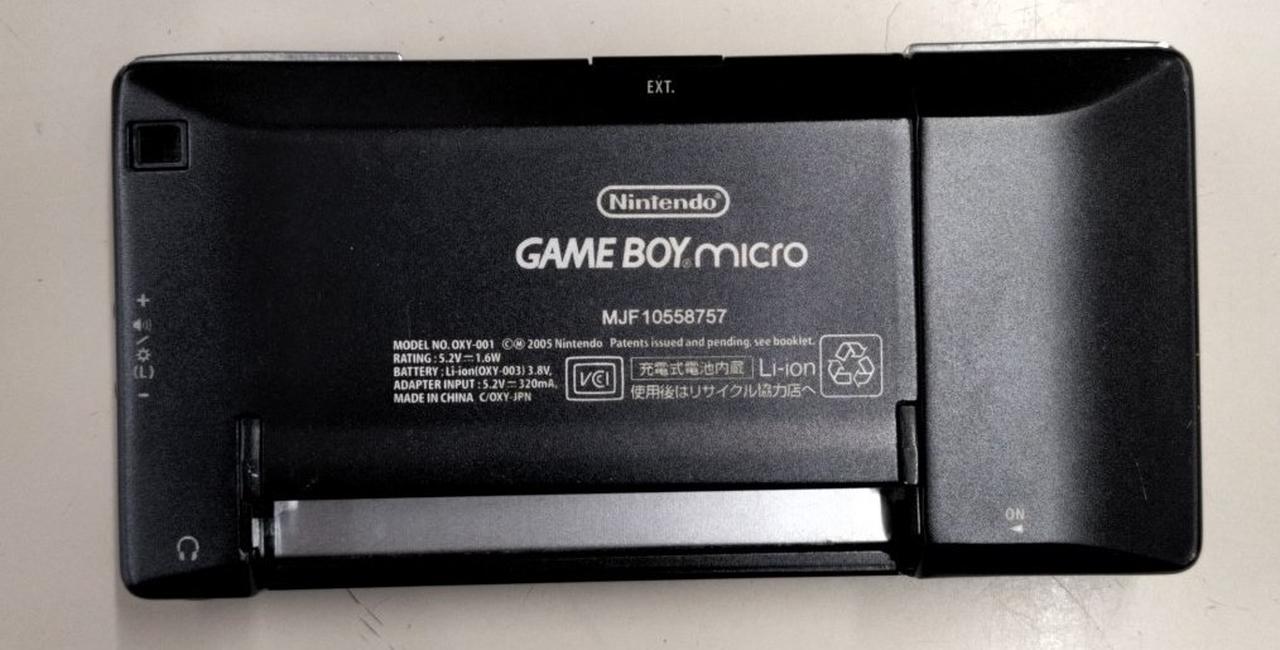 EXT.
Nintendo®
GAME BOY® micro
MJF10558757
MODEL NO. OXY-001 ©Ⓜ 2005 Nintendo Patents issued and pending, see booklet.
RATING : 5.2V⎓1.6W
BATTERY : Li-ion(OXY-003) 3.8V,
ADAPTER INPUT : 5.2V⎓320mA,
MADE IN CHINA C/OXY-JPN
VCI
充電式電池内蔵 Li-ion
使用後はリサイクル協力店へ
+
(L)
-
ON